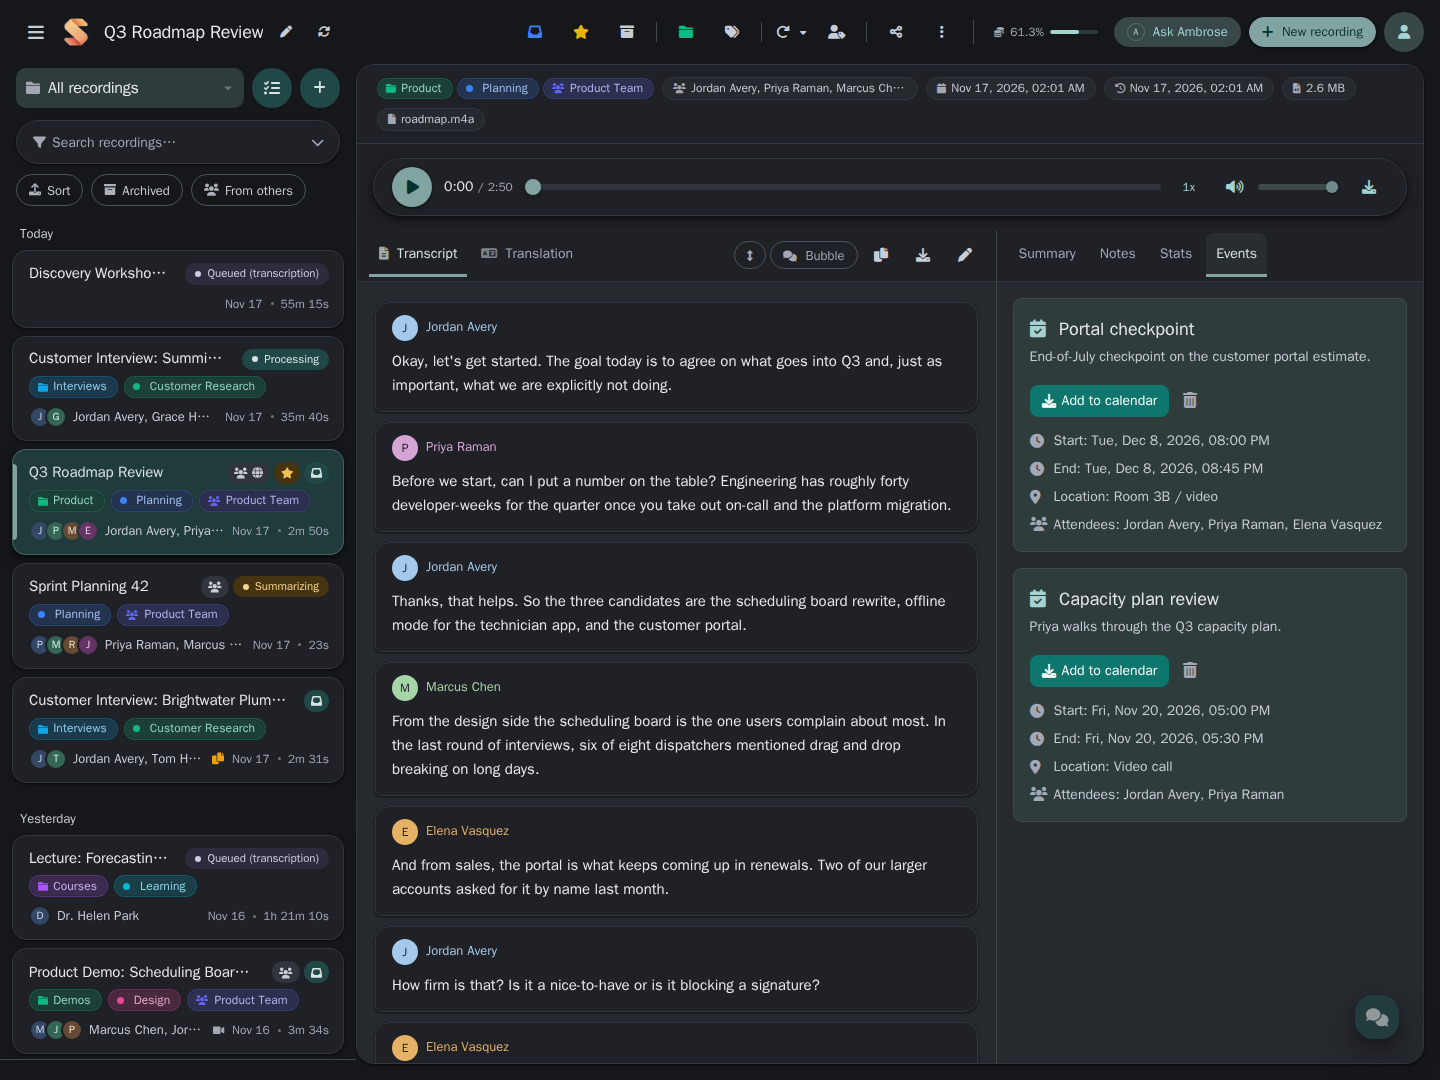 Q3 Roadmap Review
61.3%
A Ask Ambrose
New recording
All recordings
Search recordings···
Sort
Archived
From others
Today
Discovery Worksho···
Queued (transcription)
Nov 17 • 55m 15s
Customer Interview: Summi···
Processing
Interviews
Customer Research
J G Jordan Avery, Grace H··· Nov 17 • 35m 40s
Q3 Roadmap Review
Product
Planning
Product Team
J P M E Jordan Avery, Priya··· Nov 17 • 2m 50s
Sprint Planning 42
Summarizing
Planning
Product Team
P M R J Priya Raman, Marcus ··· Nov 17 • 23s
Customer Interview: Brightwater Plum···
Interviews
Customer Research
J T Jordan Avery, Tom H··· Nov 17 • 2m 31s
Yesterday
Lecture: Forecastin···
Queued (transcription)
Courses
Learning
D Dr. Helen Park Nov 16 • 1h 21m 10s
Product Demo: Scheduling Boar···
Demos
Design
Product Team
M J P Marcus Chen, Jor··· Nov 16 • 3m 34s
Product
Planning
Product Team
Jordan Avery, Priya Raman, Marcus Ch···
Nov 17, 2026, 02:01 AM
Nov 17, 2026, 02:01 AM
2.6 MB
roadmap.m4a
0:00 / 2:50
1x
Transcript
Translation
Bubble
J Jordan Avery
Okay, let's get started. The goal today is to agree on what goes into Q3 and, just as
important, what we are explicitly not doing.
P Priya Raman
Before we start, can I put a number on the table? Engineering has roughly forty
developer-weeks for the quarter once you take out on-call and the platform migration.
J Jordan Avery
Thanks, that helps. So the three candidates are the scheduling board rewrite, offline
mode for the technician app, and the customer portal.
M Marcus Chen
From the design side the scheduling board is the one users complain about most. In
the last round of interviews, six of eight dispatchers mentioned drag and drop
breaking on long days.
E Elena Vasquez
And from sales, the portal is what keeps coming up in renewals. Two of our larger
accounts asked for it by name last month.
J Jordan Avery
How firm is that? Is it a nice-to-have or is it blocking a signature?
E Elena Vasquez
Summary
Notes
Stats
Events
Portal checkpoint
End-of-July checkpoint on the customer portal estimate.
Add to calendar
Start: Tue, Dec 8, 2026, 08:00 PM
End: Tue, Dec 8, 2026, 08:45 PM
Location: Room 3B / video
Attendees: Jordan Avery, Priya Raman, Elena Vasquez
Capacity plan review
Priya walks through the Q3 capacity plan.
Add to calendar
Start: Fri, Nov 20, 2026, 05:00 PM
End: Fri, Nov 20, 2026, 05:30 PM
Location: Video call
Attendees: Jordan Avery, Priya Raman